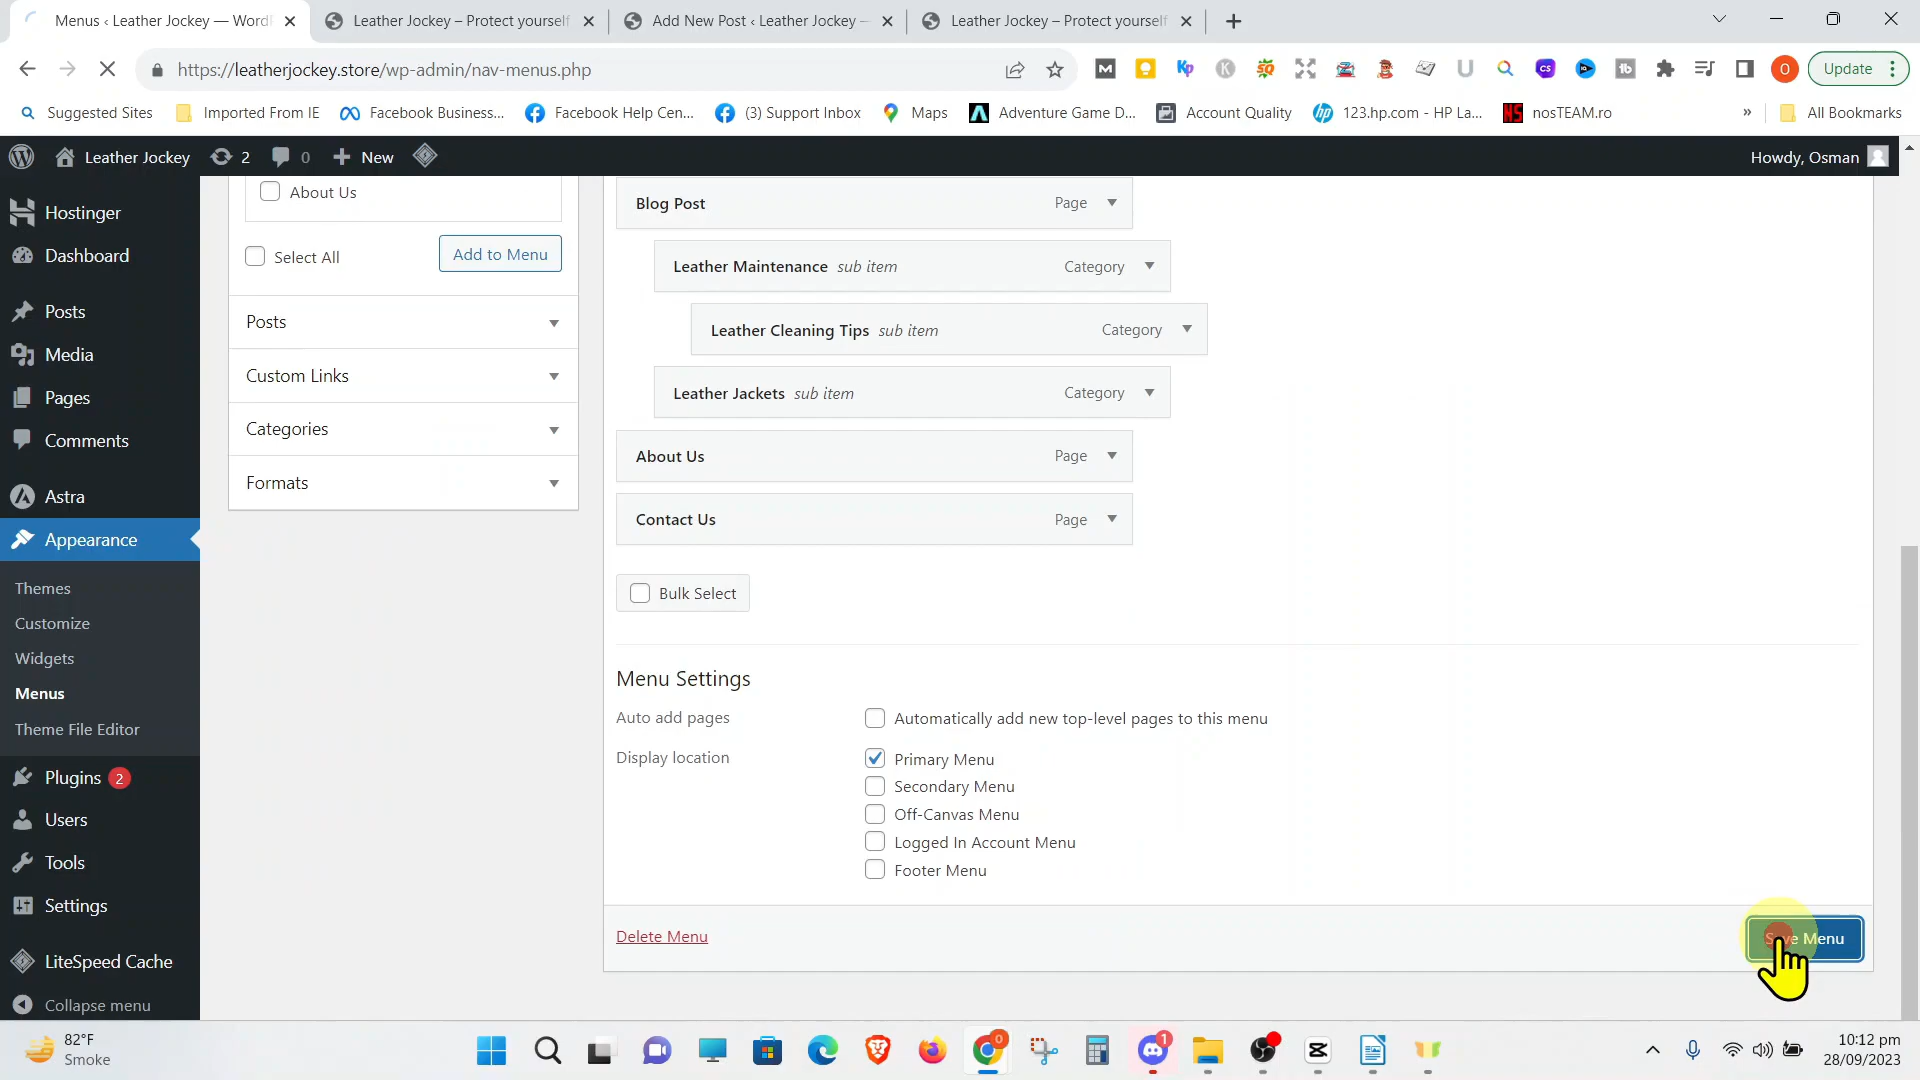 Menus ‹ Leather Jockey — WordP
Leather Jockey – Protect yourself
Add New Post ‹ Leather Jockey –
Leather Jockey – Protect yourself
https://leatherjockey.store/wp-admin/nav-menus.php
Update
Suggested Sites
Imported From IE
Facebook Business...
Facebook Help Cen...
(3) Support Inbox
Maps
Adventure Game D...
Account Quality
123.hp.com - HP La...
nosTEAM.ro
»
All Bookmarks
Leather Jockey
2
0
New
Howdy, Osman
Hostinger
Dashboard
Posts
Media
Pages
Comments
Astra
Appearance
Themes
Customize
Widgets
Menus
Theme File Editor
Plugins 2
Users
Tools
Settings
LiteSpeed Cache
Collapse menu
About Us
Select All
Add to Menu
Posts
Custom Links
Categories
Formats
Blog Post Page
Leather Maintenance sub item Category
Leather Cleaning Tips sub item Category
Leather Jackets sub item Category
About Us Page
Contact Us Page
Bulk Select
Menu Settings
Auto add pages
Automatically add new top-level pages to this menu
Display location
Primary Menu
Secondary Menu
Off-Canvas Menu
Logged In Account Menu
Footer Menu
Delete Menu
Save Menu
82°F
Smoke
10:12 pm
28/09/2023